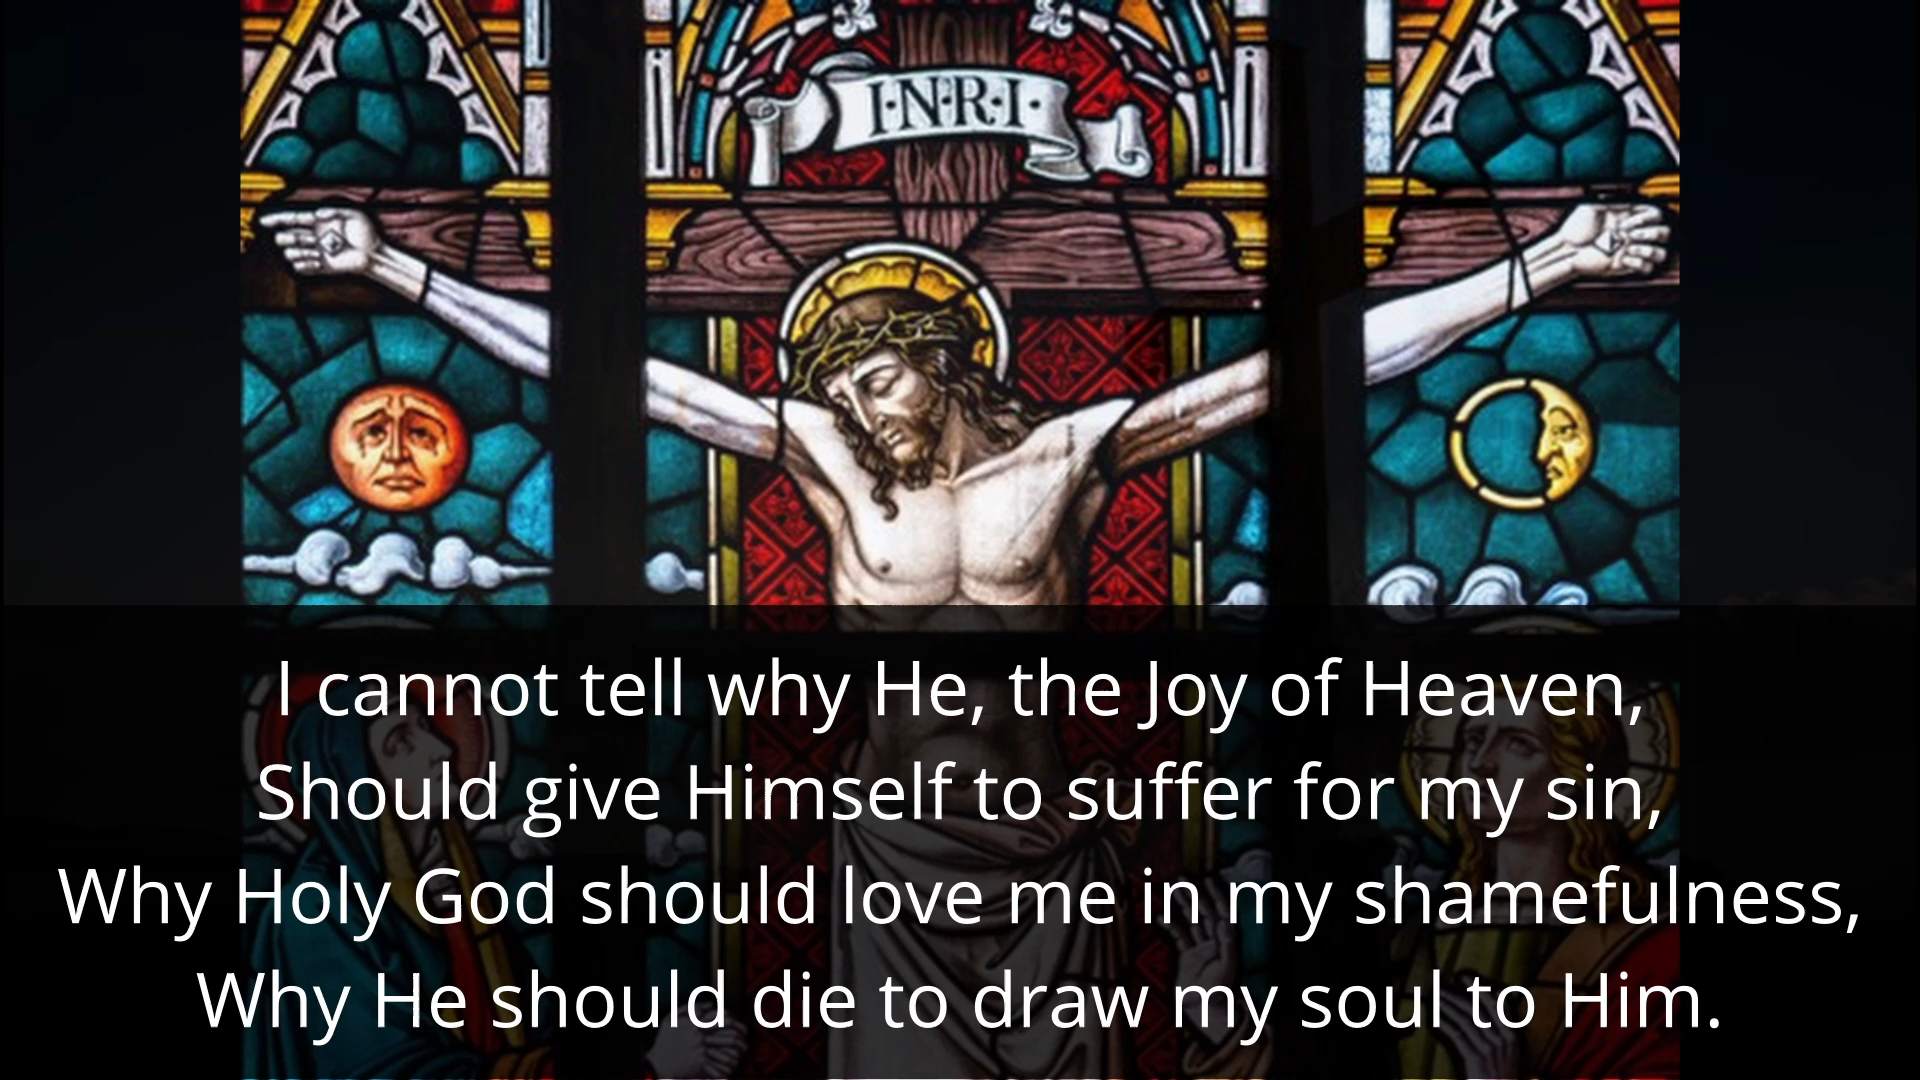 I·N·R·I·
I cannot tell why He, the Joy of Heaven,
Should give Himself to suffer for my sin,
Why Holy God should love me in my shamefulness,
Why He should die to draw my soul to Him.